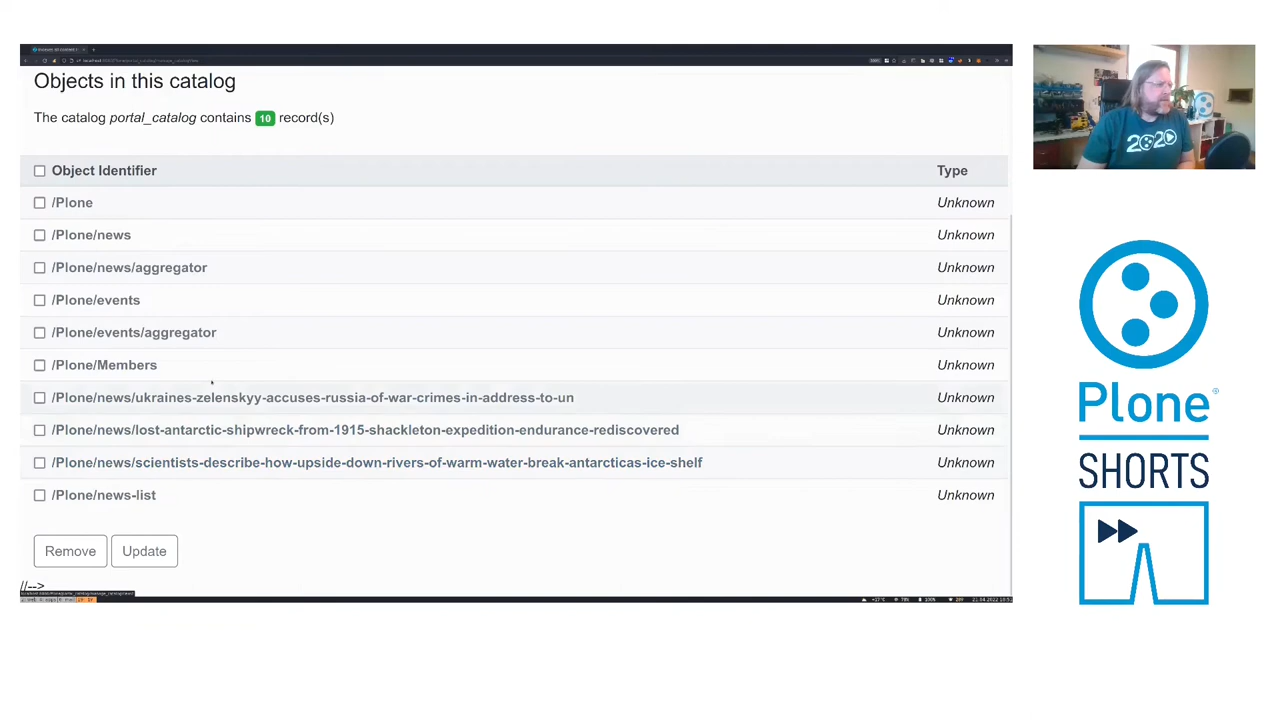 Objects in this catalog
The catalog portal_catalog contains 10 record(s)
Object Identifier Type
/Plone Unknown
/Plone/news Unknown
/Plone/news/aggregator Unknown
/Plone/events Unknown
/Plone/events/aggregator Unknown
/Plone/Members Unknown
/Plone/news/ukraines-zelenskyy-accuses-russia-of-war-crimes-in-address-to-un Unknown
/Plone/news/lost-antarctic-shipwreck-from-1915-shackleton-expedition-endurance-rediscovered Unknown
/Plone/news/scientists-describe-how-upside-down-rivers-of-warm-water-break-antarcticas-ice-shelf Unknown
/Plone/news-list Unknown
Remove Update
//-->
2020
Plone®
SHORTS